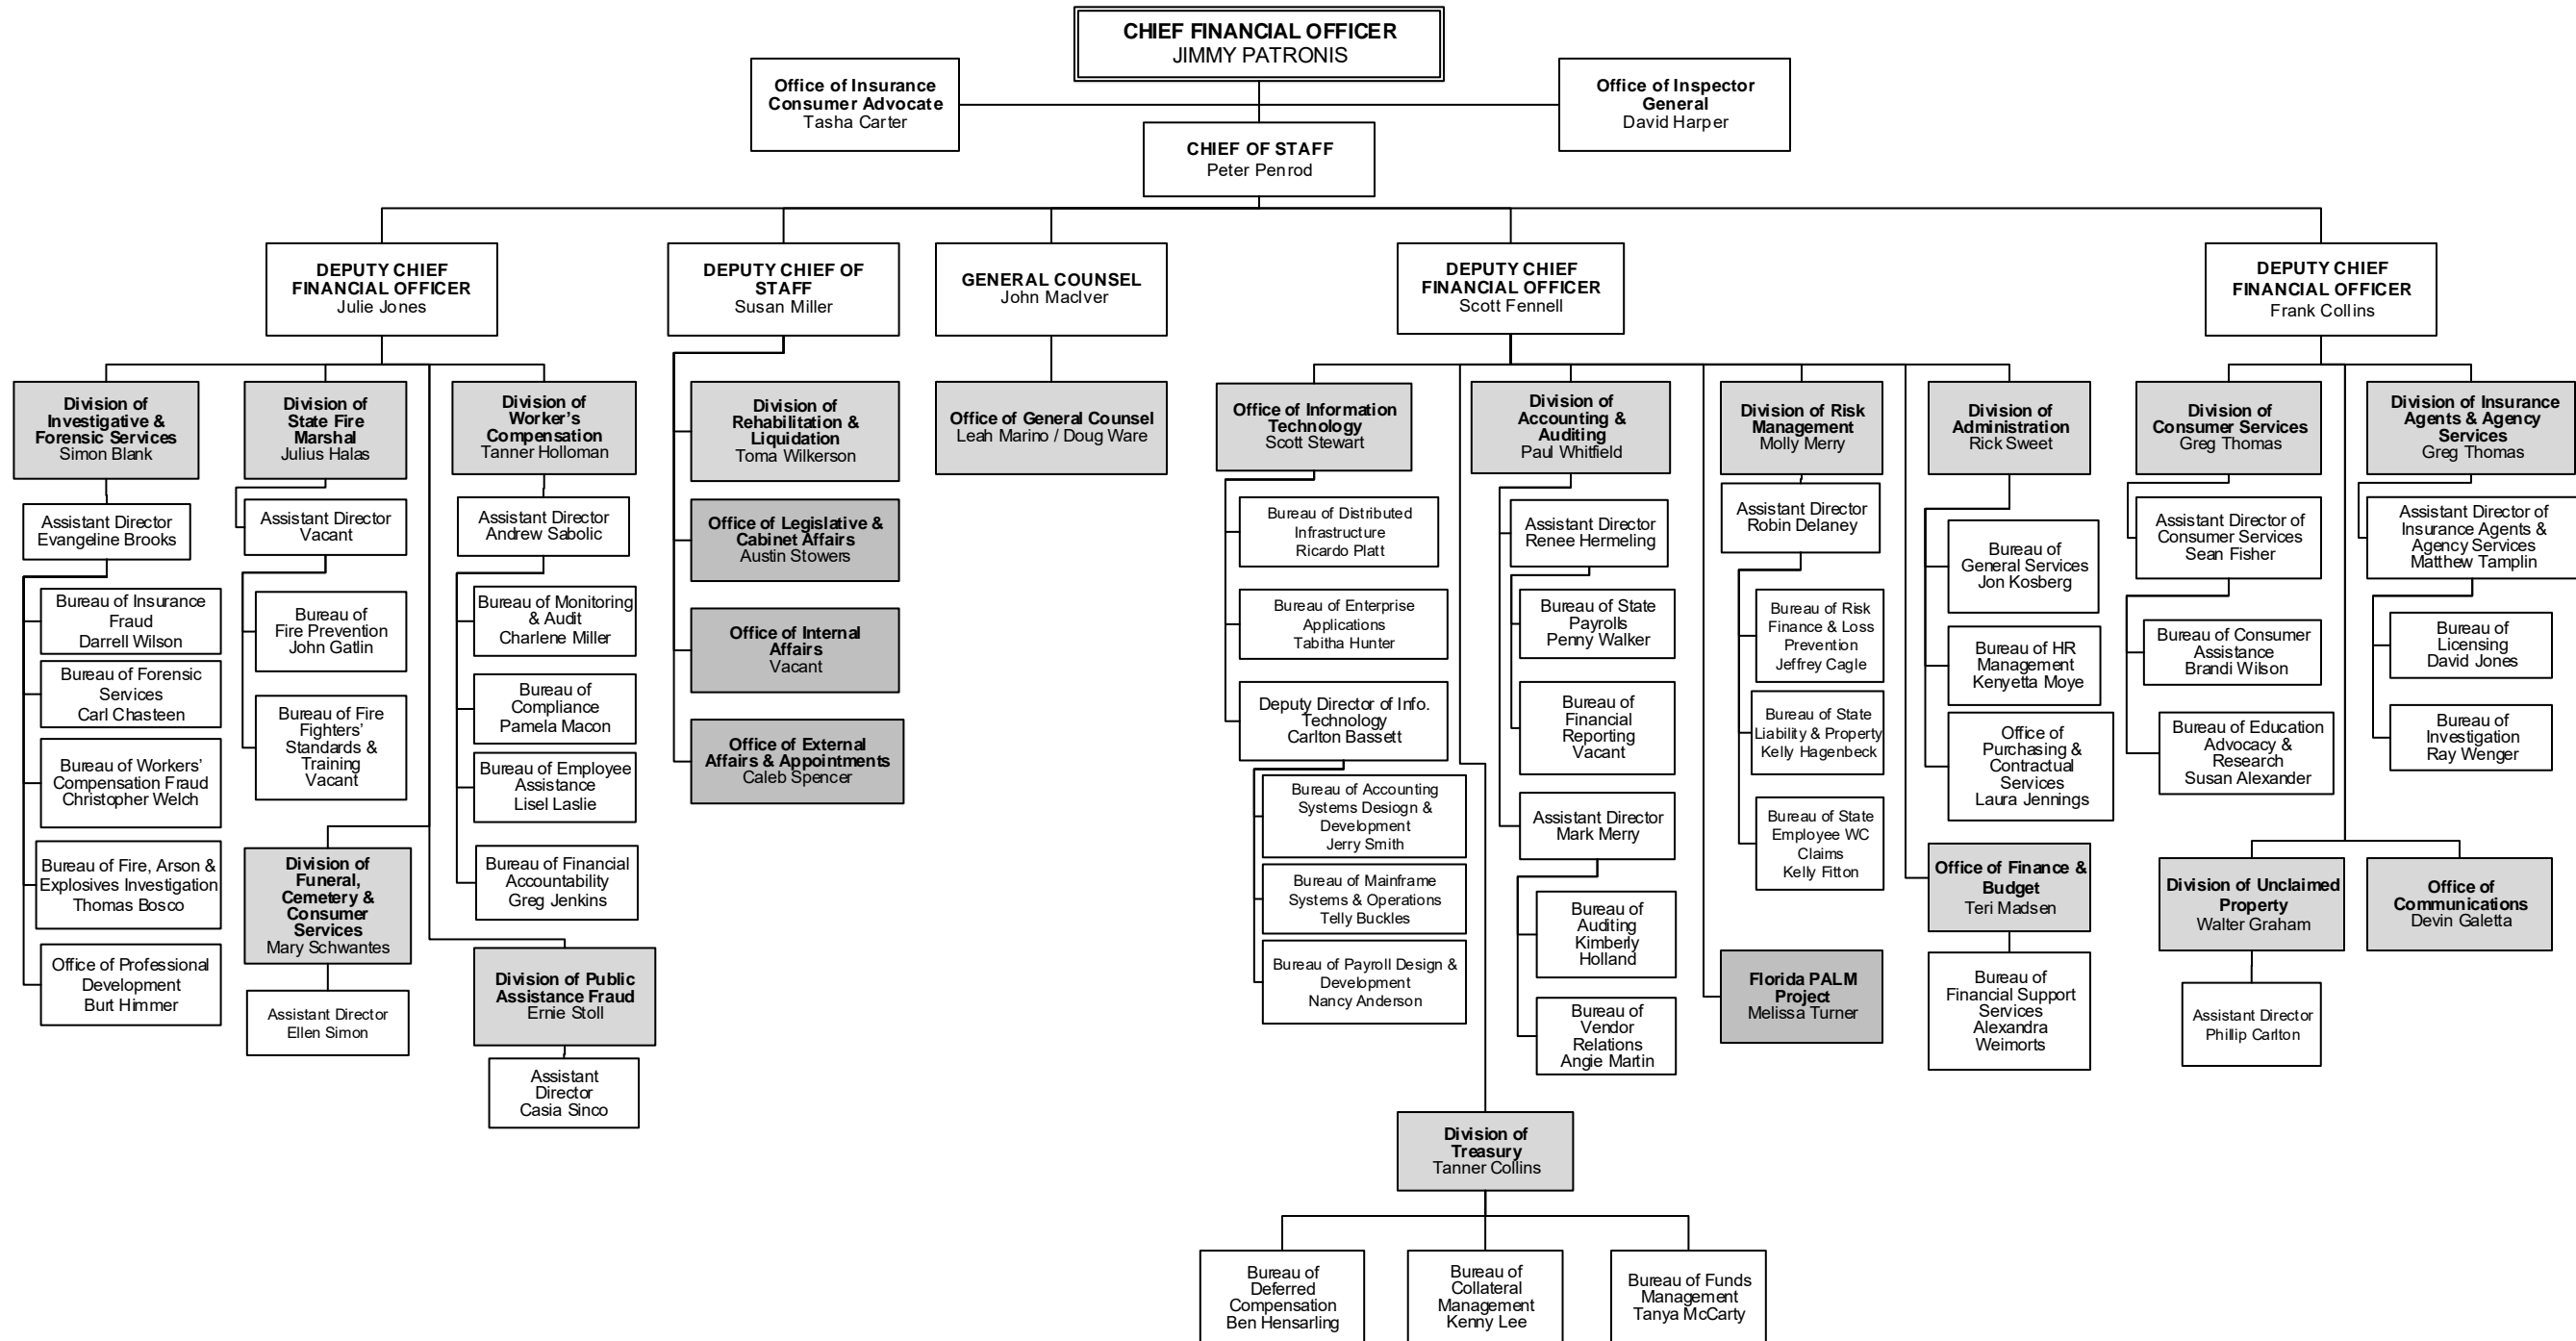 CHIEF FINANCIAL OFFICER
JIMMY PATRONIS
Office of Insurance
Consumer Advocate
Tasha Carter
Office of Inspector
General
David Harper
CHIEF OF STAFF
Peter Penrod
DEPUTY CHIEF
FINANCIAL OFFICER
Julie Jones
DEPUTY CHIEF OF
STAFF
Susan Miller
GENERAL COUNSEL
John MacIver
DEPUTY CHIEF
FINANCIAL OFFICER
Scott Fennell
DEPUTY CHIEF
FINANCIAL OFFICER
Frank Collins
Division of
Investigative &
Forensic Services
Simon Blank
Assistant Director
Evangeline Brooks
Bureau of Insurance
Fraud
Darrell Wilson
Bureau of Forensic
Services
Carl Chasteen
Bureau of Workers'
Compensation Fraud
Christopher Welch
Bureau of Fire, Arson &
Explosives Investigation
Thomas Bosco
Office of Professional
Development
Burt Himmer
Division of
State Fire
Marshal
Julius Halas
Assistant Director
Vacant
Bureau of
Fire Prevention
John Gatlin
Bureau of Fire
Fighters'
Standards &
Training
Vacant
Division of
Funeral,
Cemetery &
Consumer
Services
Mary Schwantes
Assistant Director
Ellen Simon
Division of
Worker's
Compensation
Tanner Holloman
Assistant Director
Andrew Sabolic
Bureau of Monitoring
& Audit
Charlene Miller
Bureau of
Compliance
Pamela Macon
Bureau of Employee
Assistance
Lisel Laslie
Bureau of Financial
Accountability
Greg Jenkins
Division of Public
Assistance Fraud
Ernie Stoll
Assistant
Director
Casia Sinco
Division of
Rehabilitation &
Liquidation
Toma Wilkerson
Office of Legislative &
Cabinet Affairs
Austin Stowers
Office of Internal
Affairs
Vacant
Office of External
Affairs & Appointments
Caleb Spencer
Office of General Counsel
Leah Marino / Doug Ware
Office of Information
Technology
Scott Stewart
Bureau of Distributed
Infrastructure
Ricardo Platt
Bureau of Enterprise
Applications
Tabitha Hunter
Deputy Director of Info.
Technology
Carlton Bassett
Bureau of Accounting
Systems Desiogn &
Development
Jerry Smith
Bureau of Mainframe
Systems & Operations
Telly Buckles
Bureau of Payroll Design &
Development
Nancy Anderson
Division of
Accounting &
Auditing
Paul Whitfield
Assistant Director
Renee Hermeling
Bureau of State
Payrolls
Penny Walker
Bureau of
Financial
Reporting
Vacant
Assistant Director
Mark Merry
Bureau of
Auditing
Kimberly
Holland
Bureau of
Vendor
Relations
Angie Martin
Division of Risk
Management
Molly Merry
Assistant Director
Robin Delaney
Bureau of Risk
Finance & Loss
Prevention
Jeffrey Cagle
Bureau of State
Liability & Property
Kelly Hagenbeck
Bureau of State
Employee WC
Claims
Kelly Fitton
Florida PALM
Project
Melissa Turner
Division of
Administration
Rick Sweet
Bureau of
General Services
Jon Kosberg
Bureau of HR
Management
Kenyetta Moye
Office of
Purchasing &
Contractual
Services
Laura Jennings
Office of Finance &
Budget
Teri Madsen
Bureau of
Financial Support
Services
Alexandra
Weimorts
Division of
Consumer Services
Greg Thomas
Assistant Director of
Consumer Services
Sean Fisher
Bureau of Consumer
Assistance
Brandi Wilson
Bureau of Education
Advocacy &
Research
Susan Alexander
Division of Insurance
Agents & Agency
Services
Greg Thomas
Assistant Director of
Insurance Agents &
Agency Services
Matthew Tamplin
Bureau of
Licensing
David Jones
Bureau of
Investigation
Ray Wenger
Division of Unclaimed
Property
Walter Graham
Assistant Director
Phillip Carlton
Office of
Communications
Devin Galetta
Division of
Treasury
Tanner Collins
Bureau of
Deferred
Compensation
Ben Hensarling
Bureau of
Collateral
Management
Kenny Lee
Bureau of Funds
Management
Tanya McCarty